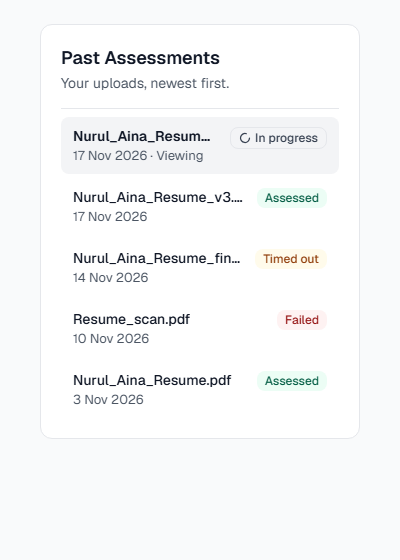 Past Assessments
Your uploads, newest first.
Nurul_Aina_Resum... In progress
17 Nov 2026 · Viewing
Nurul_Aina_Resume_v3.... Assessed
17 Nov 2026
Nurul_Aina_Resume_fin... Timed out
14 Nov 2026
Resume_scan.pdf Failed
10 Nov 2026
Nurul_Aina_Resume.pdf Assessed
3 Nov 2026